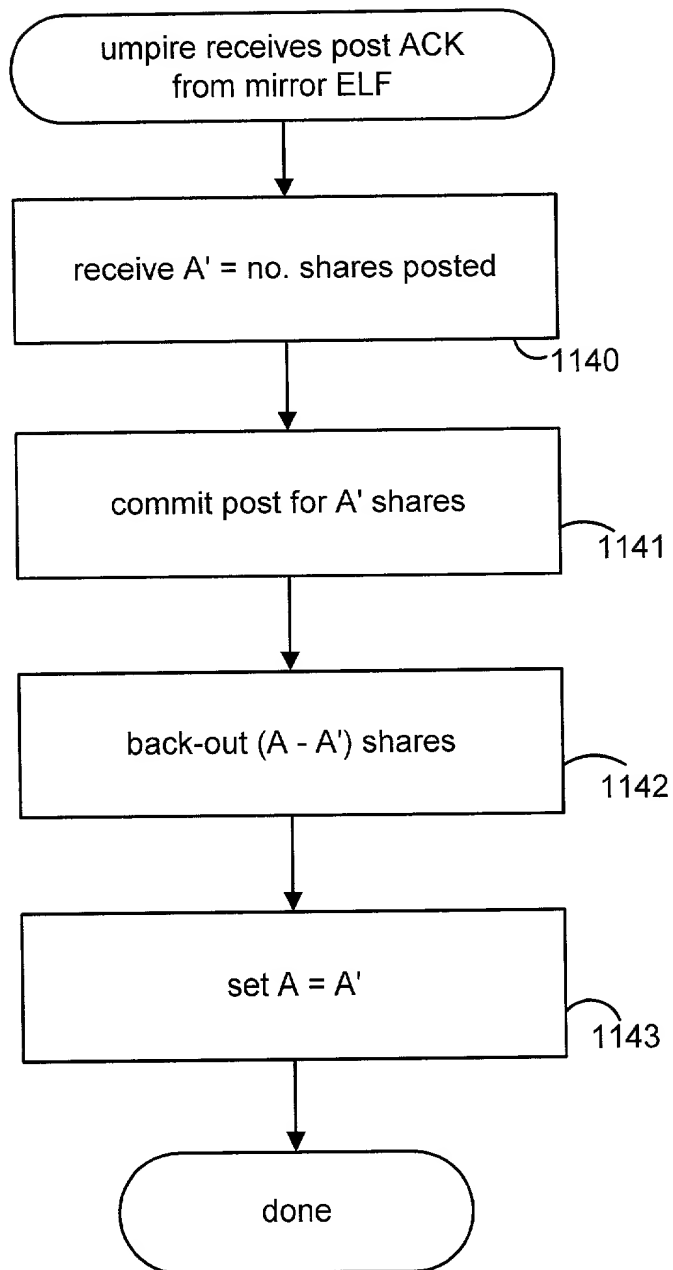 umpire receives post ACK
from mirror ELF
receive A' = no. shares posted
1140
commit post for A' shares
1141
back-out (A - A') shares
1142
set A = A'
1143
done